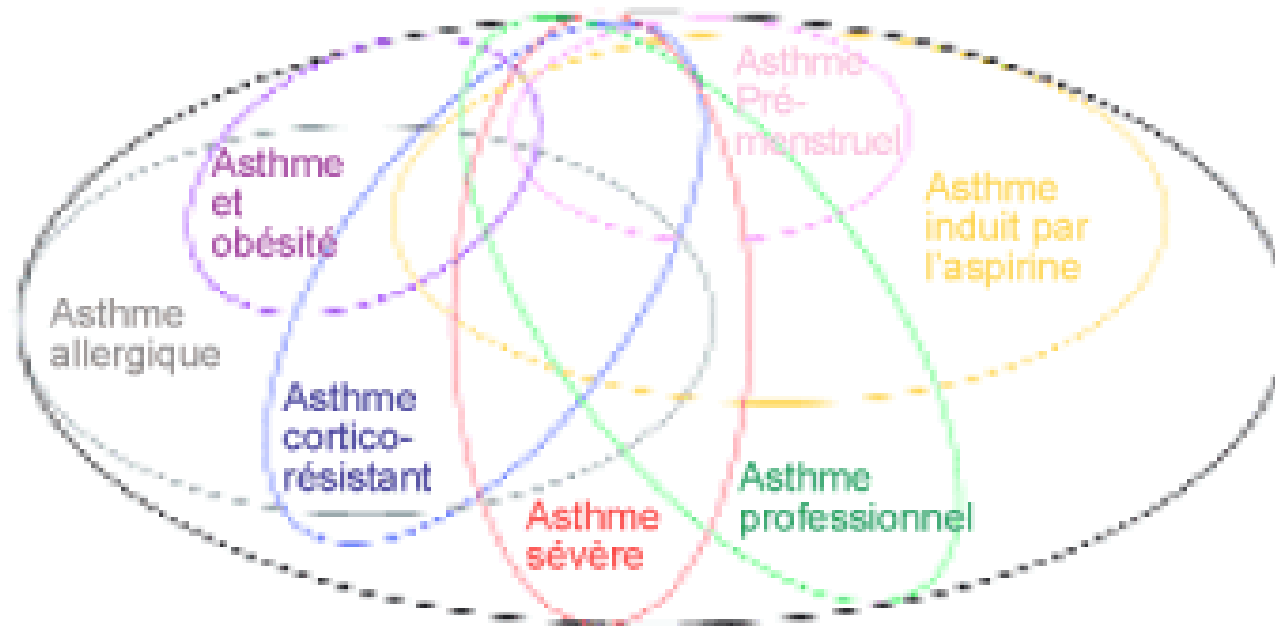 Asthme
Pré-
menstruel
Asthme
et
obésité
Asthme
induit par
l'aspirine
Asthme
allergique
Asthme
cortico-
résistant
Asthme
professionnel
Asthme
sévère